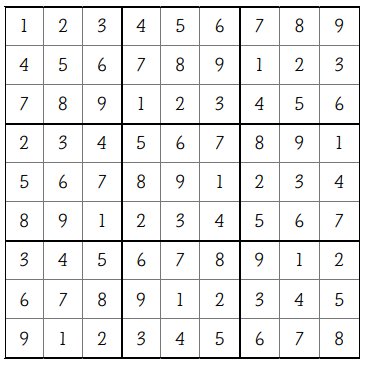 1 2 3 4 5 6 7 8 9
4 5 6 7 8 9 1 2 3
7 8 9 1 2 3 4 5 6
2 3 4 5 6 7 8 9 1
5 6 7 8 9 1 2 3 4
8 9 1 2 3 4 5 6 7
3 4 5 6 7 8 9 1 2
6 7 8 9 1 2 3 4 5
9 1 2 3 4 5 6 7 8